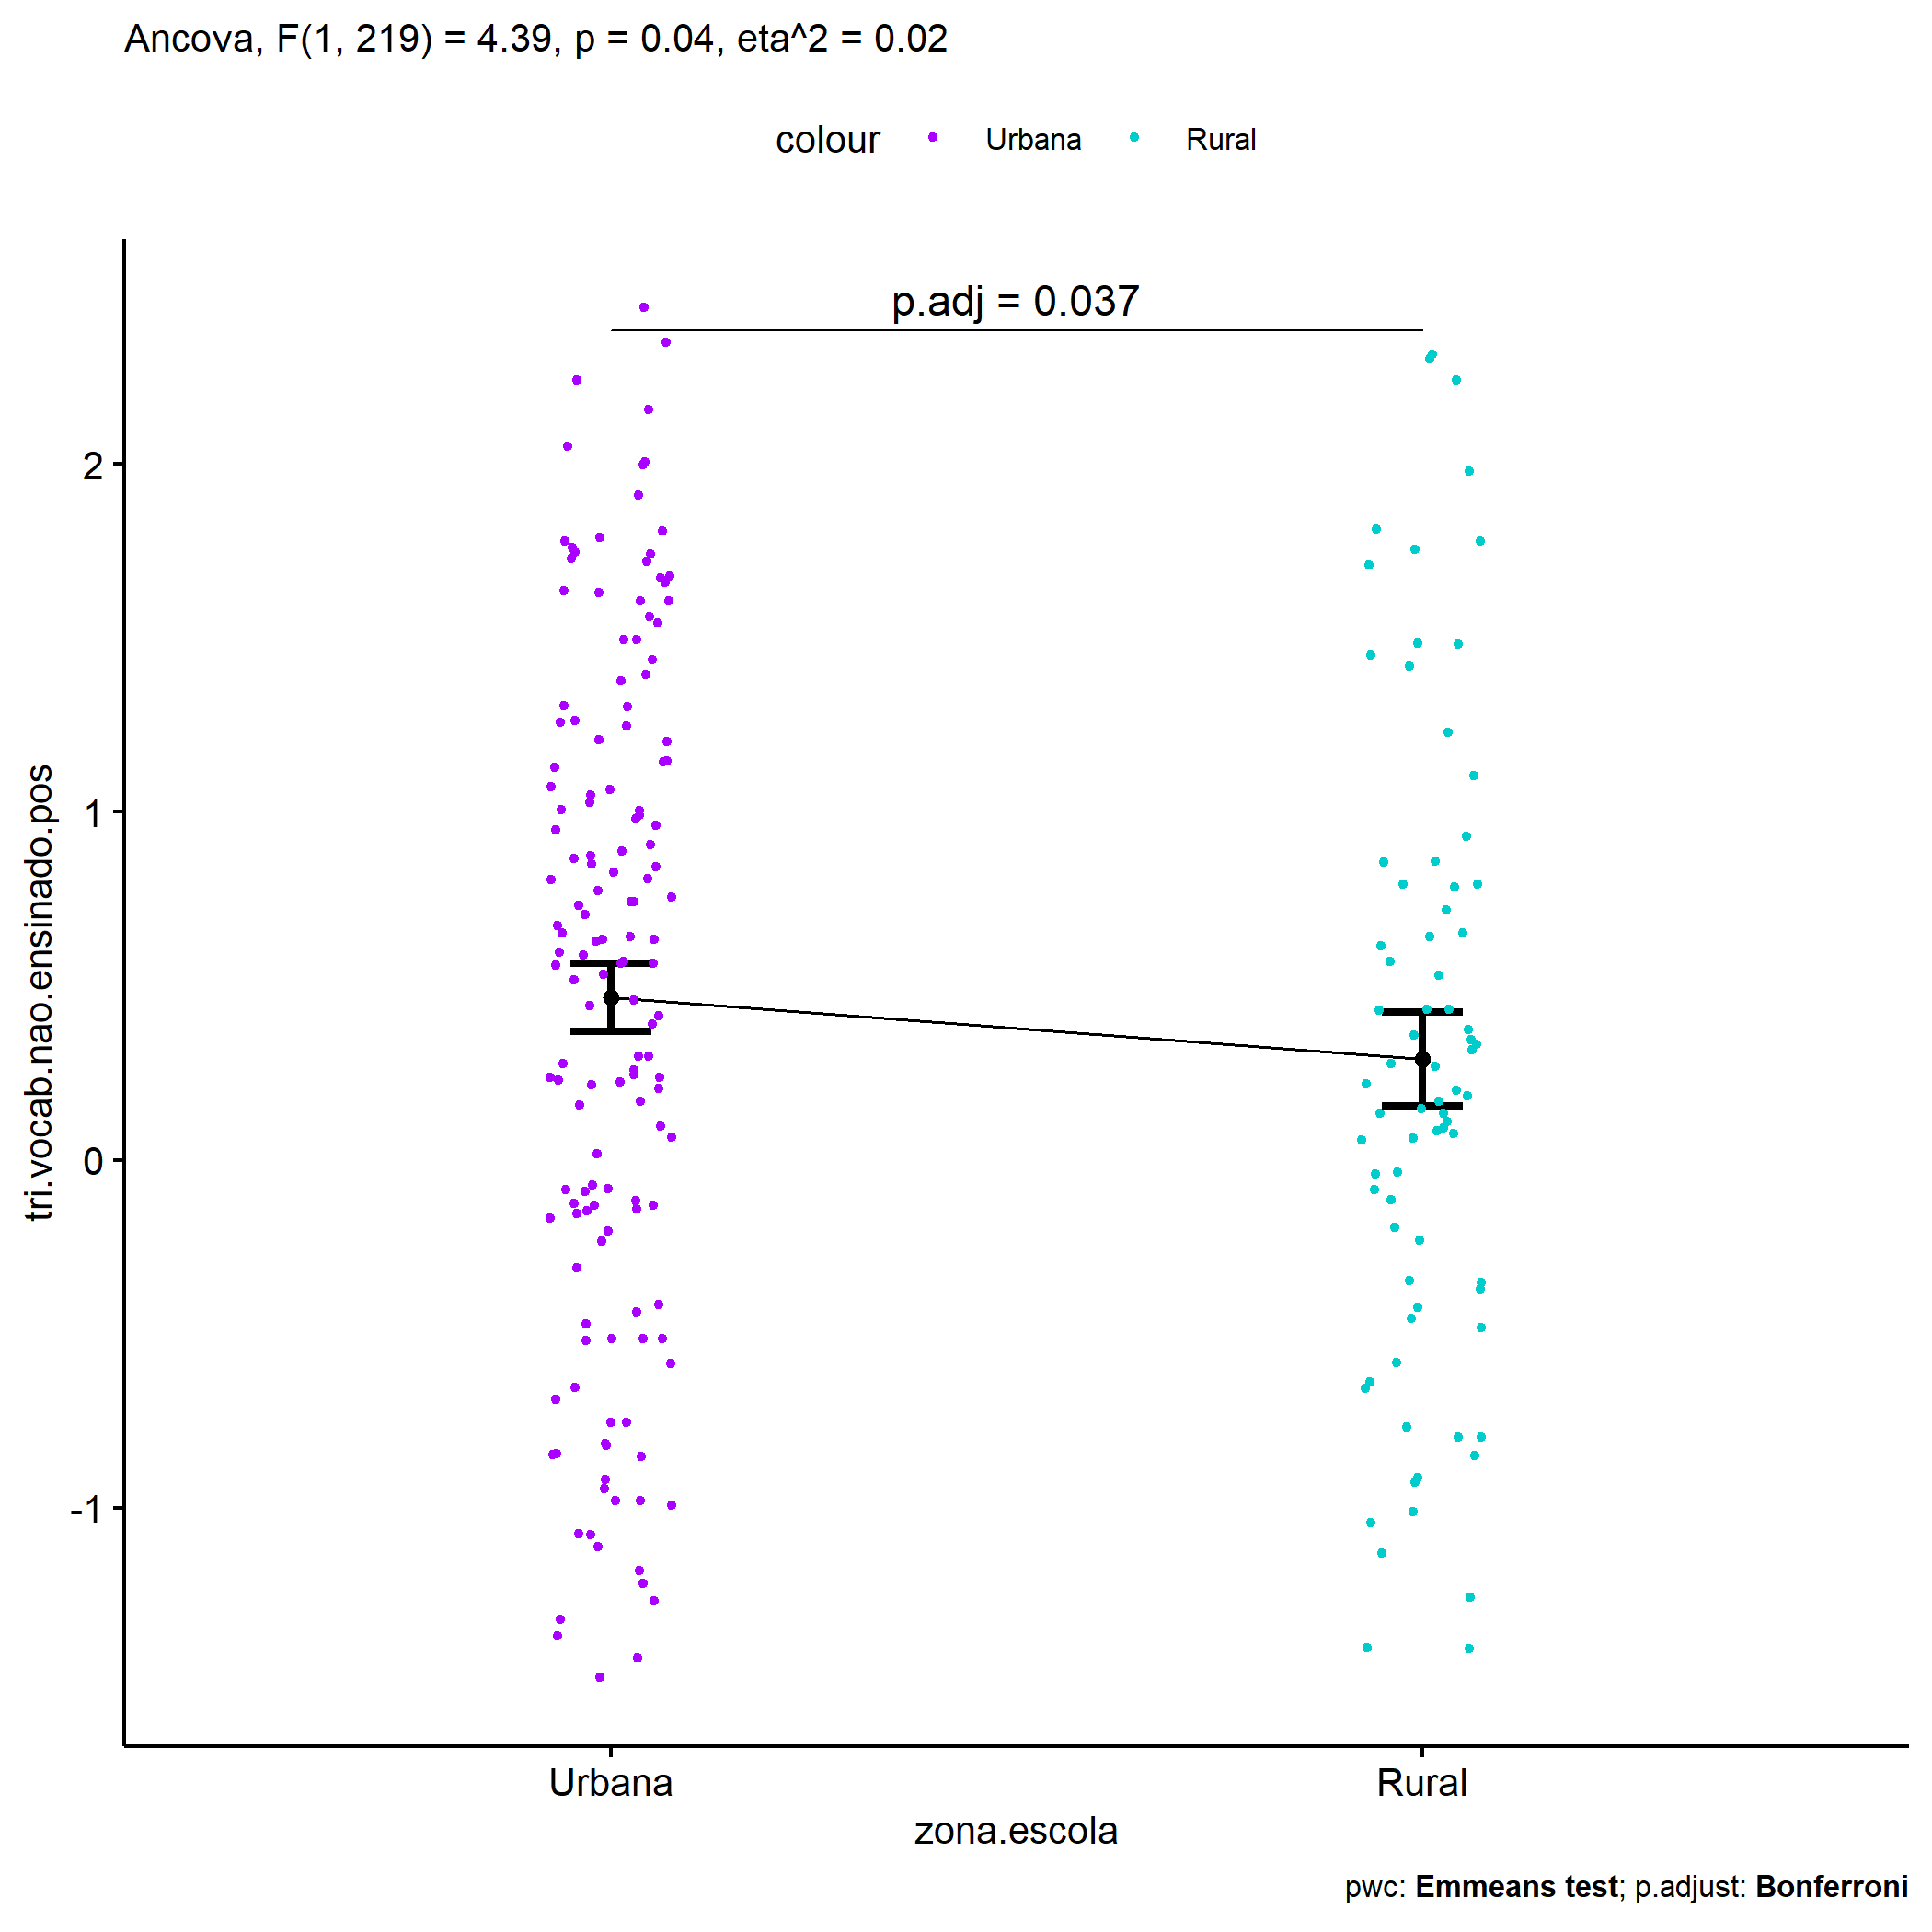 Ancova, F(1, 219) = 4.39, p = 0.04, eta^2 = 0.02
colour Urbana Rural
p.adj = 0.037
tri.vocab.nao.ensinado.pos
2
1
0
-1
Urbana Rural
zona.escola
pwc: Emmeans test; p.adjust: Bonferroni